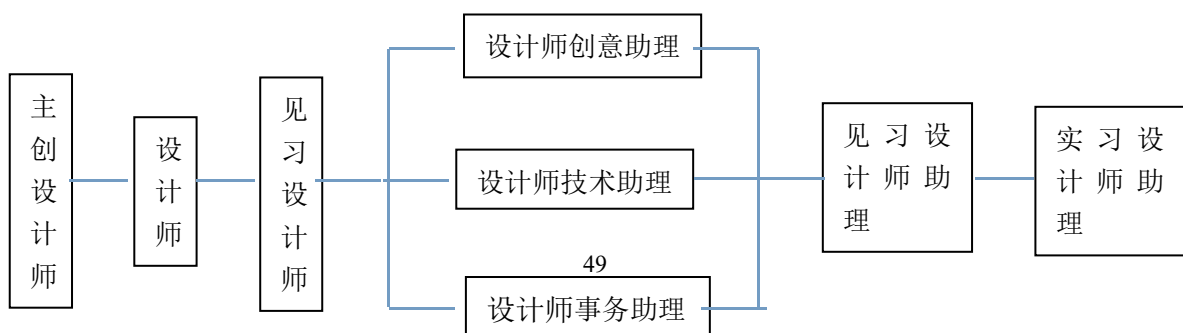 主创设计师
设计师
见习设计师
设计师创意助理
设计师技术助理
49
设计师事务助理
见习设
计师助
理
实习设
计师助
理